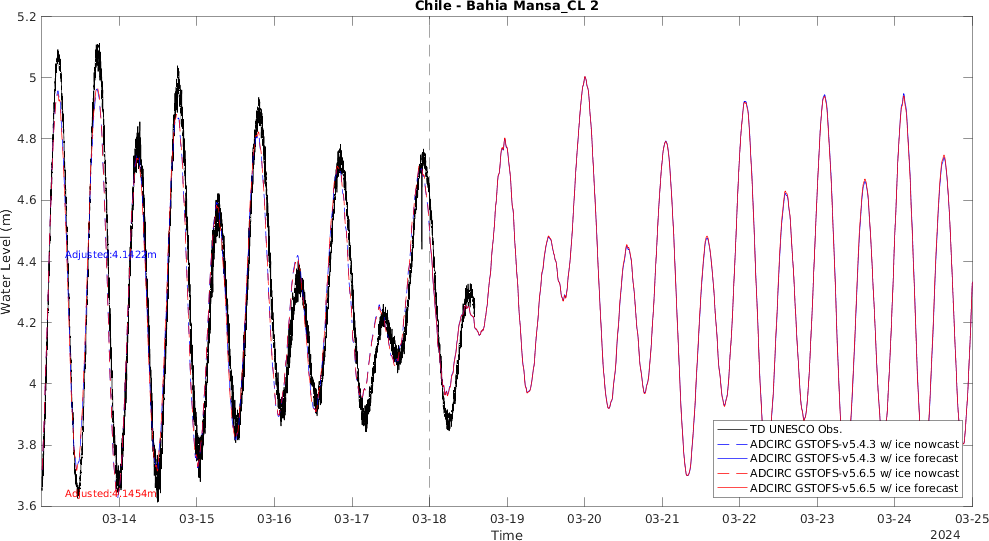 Chile - Bahia Mansa_CL 2
Water Level (m)
5.2
5
4.8
4.6
4.4
4.2
4
3.8
3.6
Adjusted:4.1422m
Adjusted:4.1454m
TD UNESCO Obs.
ADCIRC GSTOFS-v5.4.3 w/ ice nowcast
ADCIRC GSTOFS-v5.4.3 w/ ice forecast
ADCIRC GSTOFS-v5.6.5 w/ ice nowcast
ADCIRC GSTOFS-v5.6.5 w/ ice forecast
03-14 03-15 03-16 03-17 03-18 03-19 03-20 03-21 03-22 03-23 03-24 03-25
Time
2024